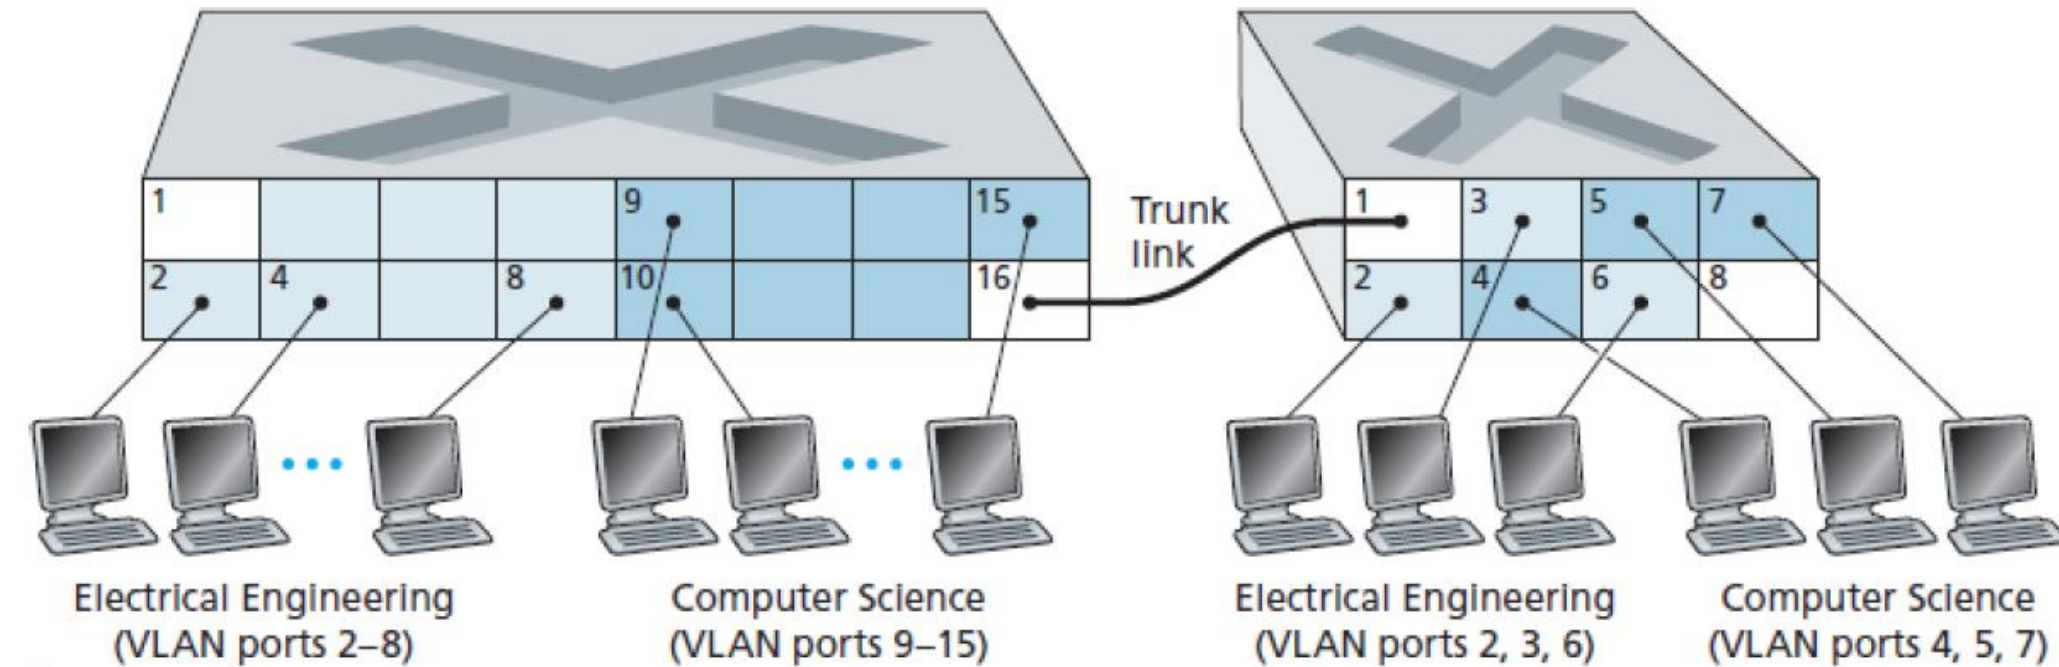 1 9 15
2 4 8 10 16
Trunk
link
1 3 5 7
2 4 6 8
Electrical Engineering
(VLAN ports 2–8)
Computer Science
(VLAN ports 9–15)
Electrical Engineering
(VLAN ports 2, 3, 6)
Computer Science
(VLAN ports 4, 5, 7)